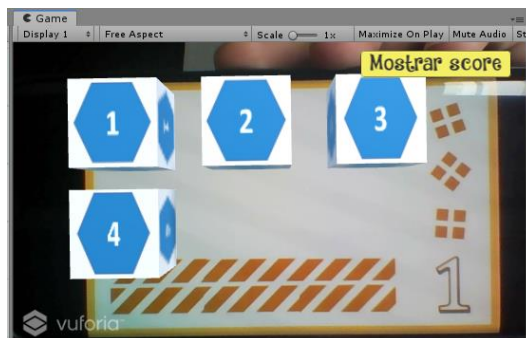 Game
Display 1 Free Aspect Scale 1x Maximize On Play Mute Audio St
Mostrar score
1 2 3
4
1
vuforia